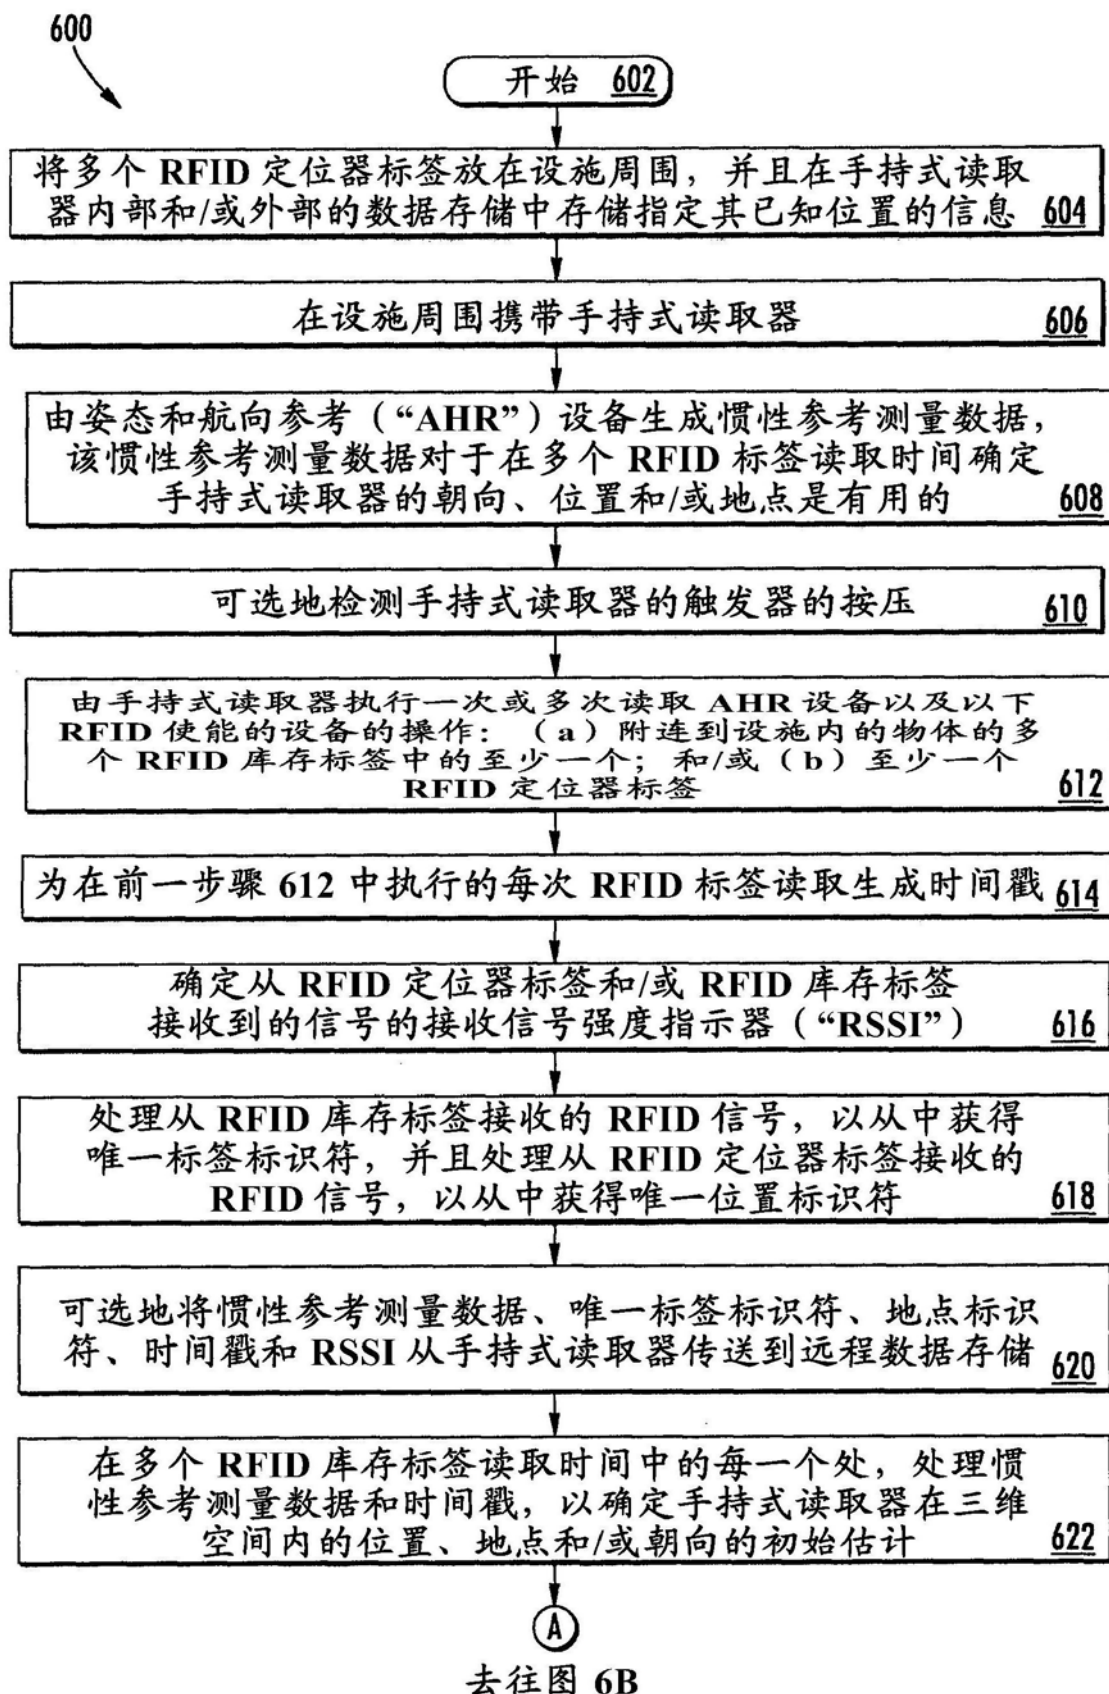 600
开始 602
将多个 RFID 定位器标签放在设施周围，并且在手持式读取
器内部和/或外部的数据存储中存储指定其已知位置的信息 604
在设施周围携带手持式读取器 606
由姿态和航向参考（“AHR”）设备生成惯性参考测量数据，
该惯性参考测量数据对于在多个 RFID 标签读取时间确定
手持式读取器的朝向、位置和/或地点是有用的 608
可选地检测手持式读取器的触发器的按压 610
由手持式读取器执行一次或多次读取 AHR 设备以及以下
RFID 使能的设备的操作：（a）附连到设施内的物体的多
个 RFID 库存标签中的至少一个；和/或（b）至少一个
RFID 定位器标签 612
为在前一步骤 612 中执行的每次 RFID 标签读取生成时间戳 614
确定从 RFID 定位器标签和/或 RFID 库存标签
接收到的信号的接收信号强度指示器（“RSSI”） 616
处理从 RFID 库存标签接收的 RFID 信号，以从中获得
唯一标签标识符，并且处理从 RFID 定位器标签接收的
RFID 信号，以从中获得唯一位置标识符 618
可选地将惯性参考测量数据、唯一标签标识符、地点标识
符、时间戳和 RSSI 从手持式读取器传送到远程数据存储 620
在多个 RFID 库存标签读取时间中的每一个处，处理惯
性参考测量数据和时间戳，以确定手持式读取器在三维
空间内的位置、地点和/或朝向的初始估计 622
A
去往图 6B